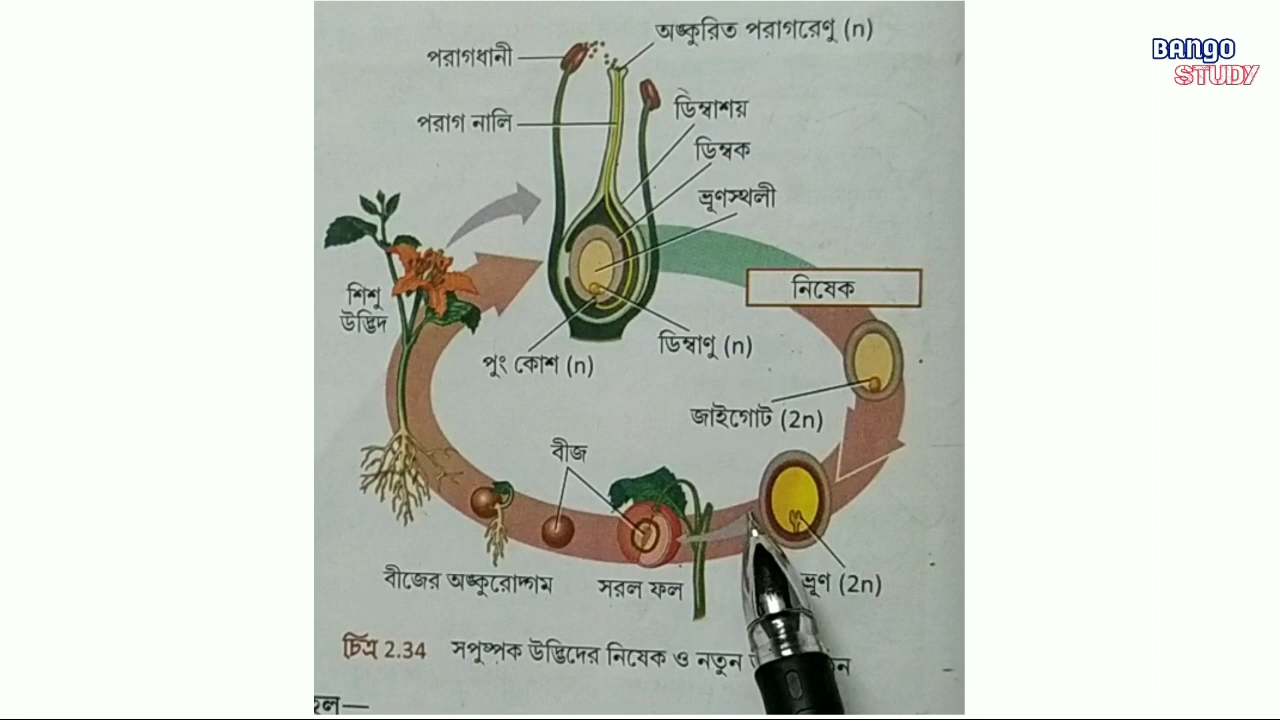 অঙ্কুরিত পরাগরেণু (n)
পরাগধানী
BANGO
STUDY
ডিম্বাশয়
পরাগ নালি
ডিম্বক
ভ্রূণস্থলী
নিষেক
শিশু
উদ্ভিদ
ডিম্বাণু (n)
পুং কোশ (n)
জাইগোট (2n)
বীজ
বীজের অঙ্কুরোদ্গম
সরল ফল
ভ্রূণ (2n)
চিত্র 2.34 সপুষ্পক উদ্ভিদের নিষেক ও নতুন